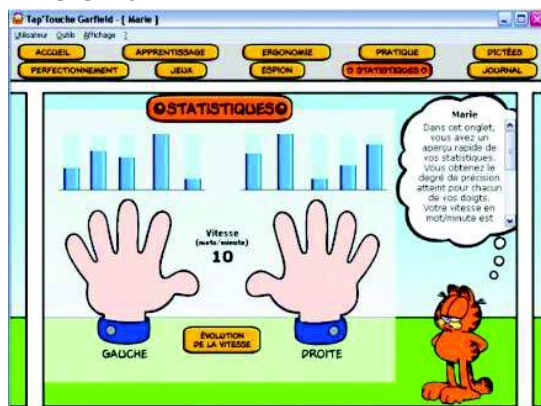 Tap'Touche Garfield - [ Marie ]
Utilisateur Outils Affichage ?
ACCUEIL APPRENTISSAGE ERGONOMIE PRATIQUE DICTÉES
PERFECTIONNEMENT JEUX ESPION STATISTIQUES JOURNAL
STATISTIQUES
Marie
Dans cet onglet,
vous avez un
aperçu rapide de
vos statistiques.
Vous obtenez le
degré de précision
atteint pour chacun
de vos doigts.
Votre vitesse en
mot/minute est
Vitesse
(mots/minute)
10
ÉVOLUTION
DE LA VITESSE
GAUCHE DROITE